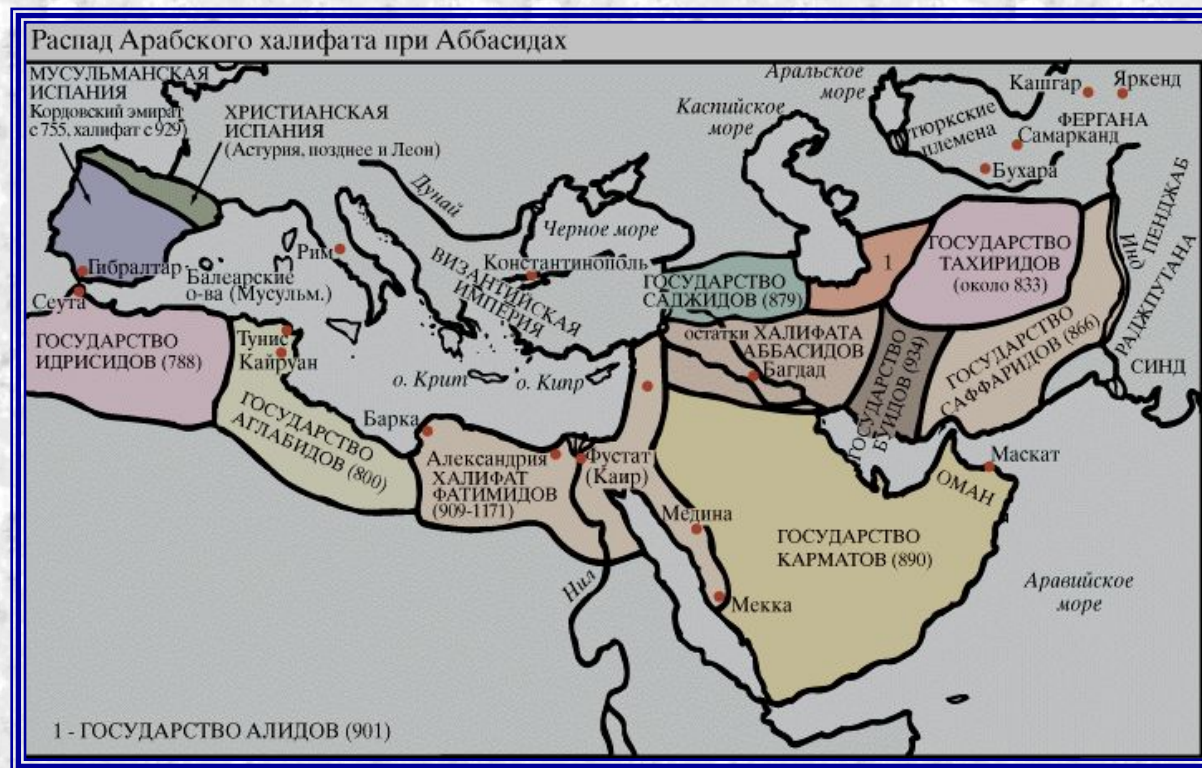 Распад Арабского халифата при Аббасидах
МУСУЛЬМАНСКАЯ
ИСПАНИЯ
Кордовский эмират
с 755, халифат с 929)
ХРИСТИАНСКАЯ
ИСПАНИЯ
(Астурия, позднее и Леон)
Дунай
Черное море
Каспийское
море
Аральское
море
тюркские
племена
Кашгар
Яркенд
ФЕРГАНА
Самарканд
Бухара
ПЕНДЖАБ
Инд
РАДЖПУТАНА
СИНД
Гибралтар
Сеута
Балеарские
о-ва (Мусульм.)
Рим
ВИЗАНТИЙСКАЯ
ИМПЕРИЯ
Константинополь
ГОСУДАРСТВО
САДЖИДОВ (879)
1
ГОСУДАРСТВО
ТАХИРИДОВ
(около 833)
ГОСУДАРСТВО
ИДРИСИДОВ (788)
Тунис
Кайруан
ГОСУДАРСТВО
АГЛАБИДОВ (800)
о. Крит
о. Кипр
остатки ХАЛИФАТА
АББАСИДОВ
Багдад
ГОСУДАРСТВО
БУИДОВ (934)
ГОСУДАРСТВО
САФФАРИДОВ (866)
Барка
Александрия
ХАЛИФАТ
ФАТИМИДОВ
(909-1171)
Фустат
(Каир)
Медина
Мекка
Нил
ГОСУДАРСТВО
КАРМАТОВ (890)
ОМАН
Маскат
Аравийское
море
1 - ГОСУДАРСТВО АЛИДОВ (901)